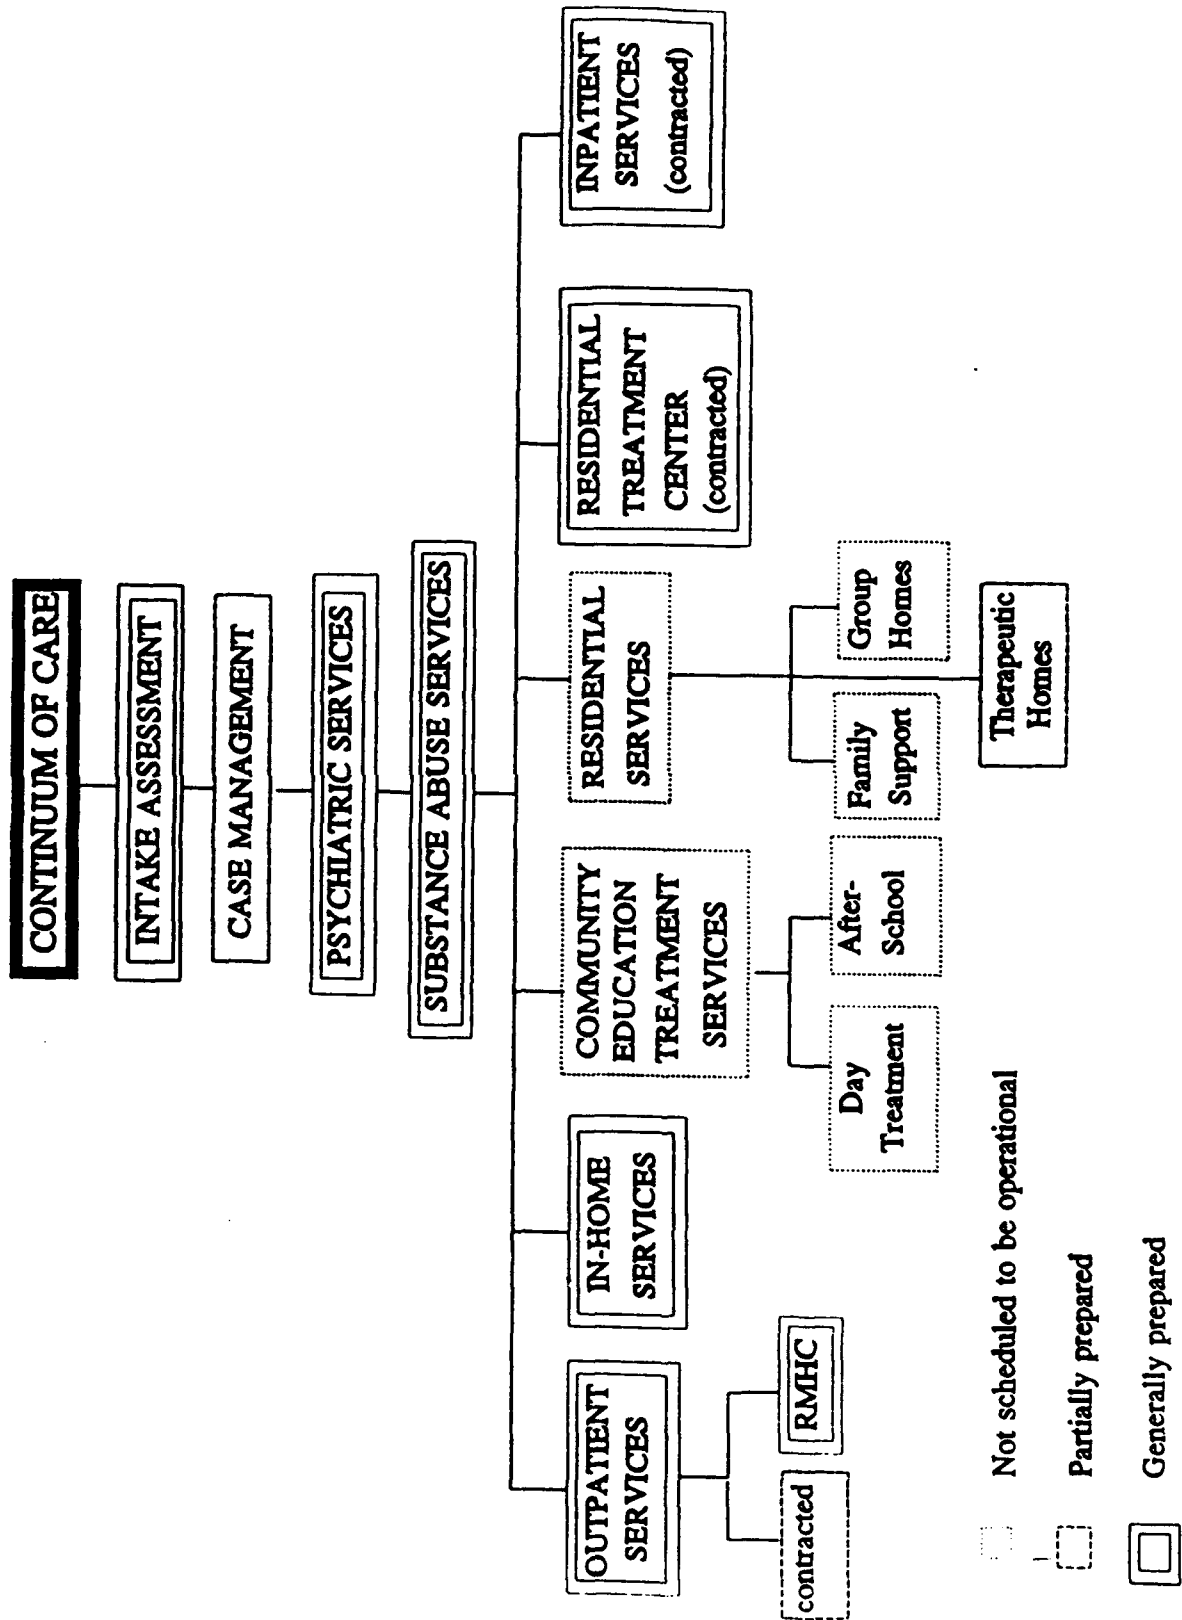 CONTINUUM OF CARE
INTAKE ASSESSMENT
CASE MANAGEMENT
PSYCHIATRIC SERVICES
SUBSTANCE ABUSE SERVICES
OUTPATIENT
SERVICES
contracted
RMHC
IN-HOME
SERVICES
COMMUNITY
EDUCATION
TREATMENT
SERVICES
Day
Treatment
After-
School
RESIDENTIAL
SERVICES
Family
Support
Group
Homes
Therapeutic
Homes
RESIDENTIAL
TREATMENT
CENTER
(contracted)
INPATIENT
SERVICES
(contracted)
Not scheduled to be operational
Partially prepared
Generally prepared